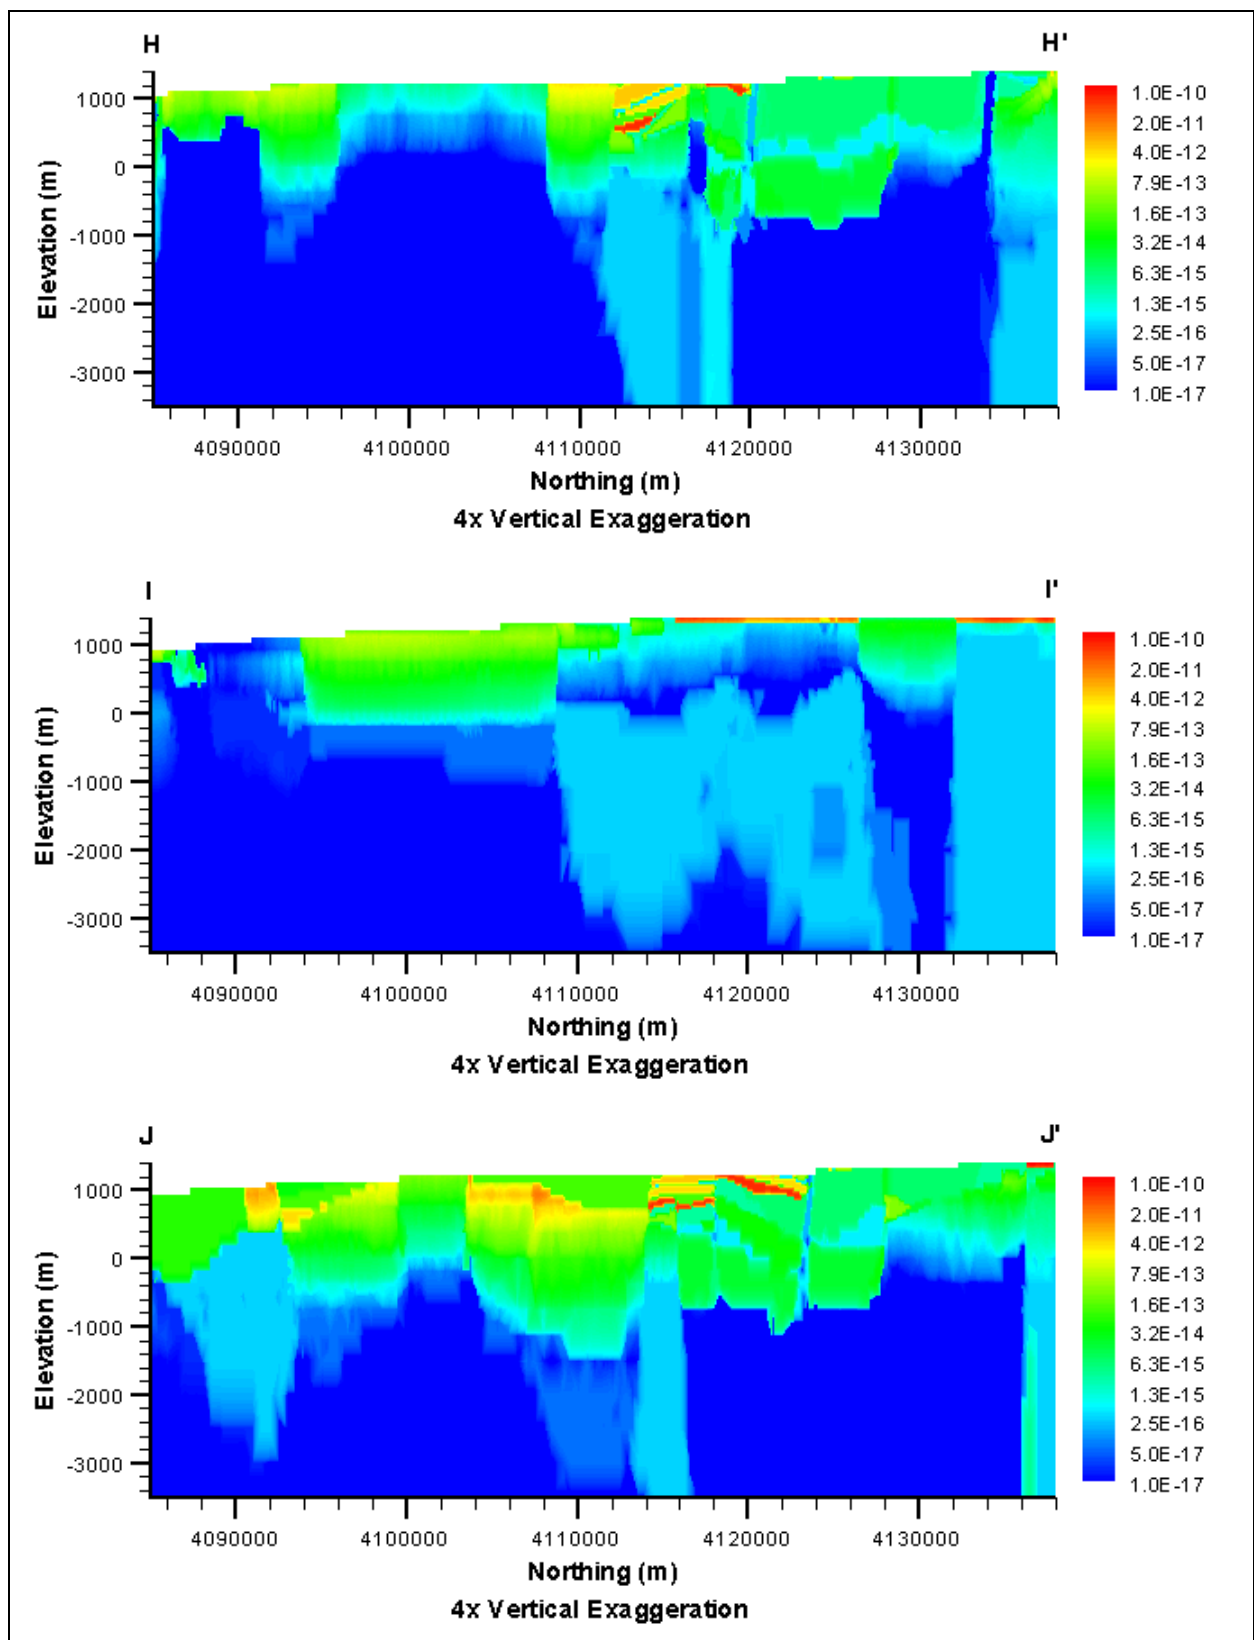 H H'
1000
0
-1000
-2000
-3000
Elevation (m)
4090000 4100000 4110000 4120000 4130000
Northing (m)
4x Vertical Exaggeration
1.0E-10
2.0E-11
4.0E-12
7.9E-13
1.6E-13
3.2E-14
6.3E-15
1.3E-15
2.5E-16
5.0E-17
1.0E-17
I I'
1000
0
-1000
-2000
-3000
Elevation (m)
4090000 4100000 4110000 4120000 4130000
Northing (m)
4x Vertical Exaggeration
1.0E-10
2.0E-11
4.0E-12
7.9E-13
1.6E-13
3.2E-14
6.3E-15
1.3E-15
2.5E-16
5.0E-17
1.0E-17
J J'
1000
0
-1000
-2000
-3000
Elevation (m)
4090000 4100000 4110000 4120000 4130000
Northing (m)
4x Vertical Exaggeration
1.0E-10
2.0E-11
4.0E-12
7.9E-13
1.6E-13
3.2E-14
6.3E-15
1.3E-15
2.5E-16
5.0E-17
1.0E-17